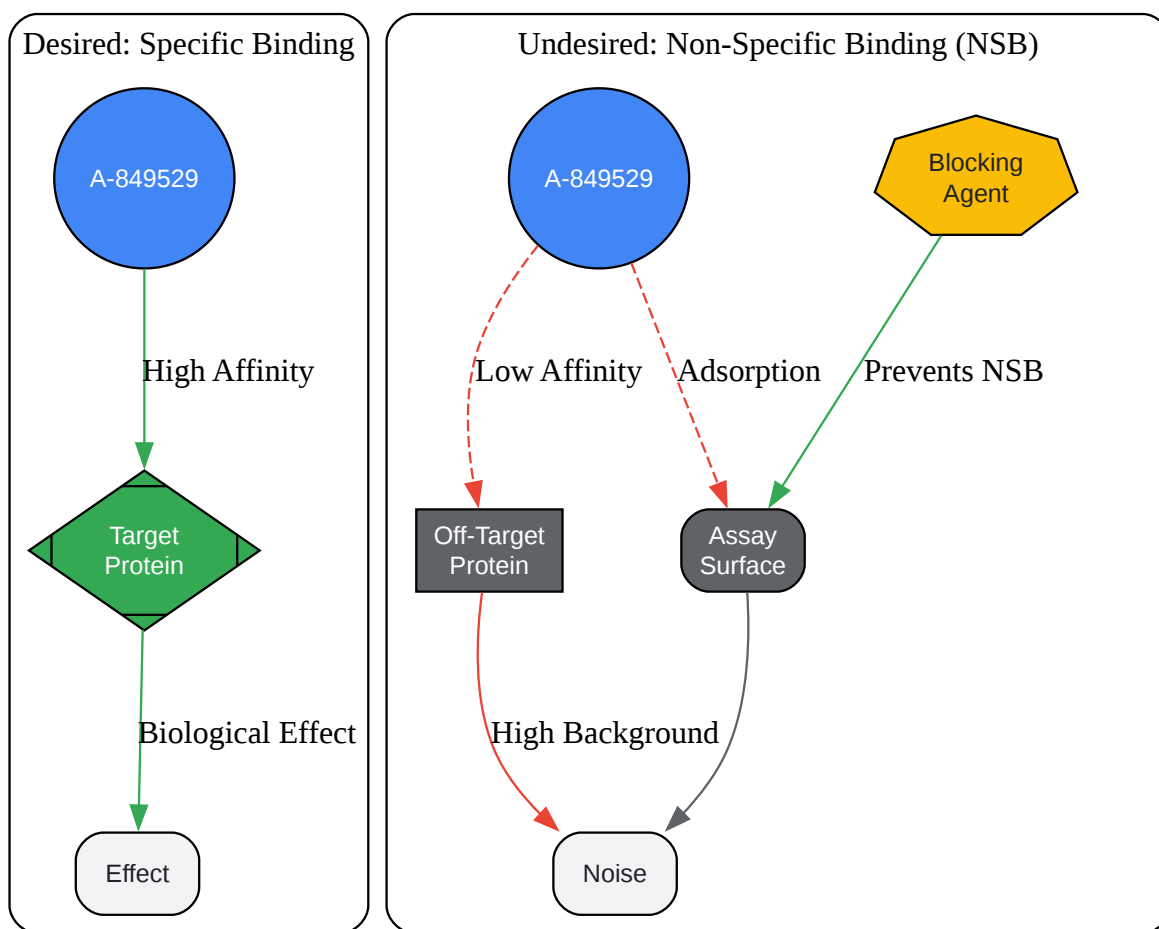 Desired: Specific Binding
A-849529
High Affinity
Target
Protein
Biological Effect
Effect
Undesired: Non-Specific Binding (NSB)
A-849529
Blocking
Agent
Low Affinity
Adsorption
Prevents NSB
Off-Target
Protein
Assay
Surface
High Background
Noise